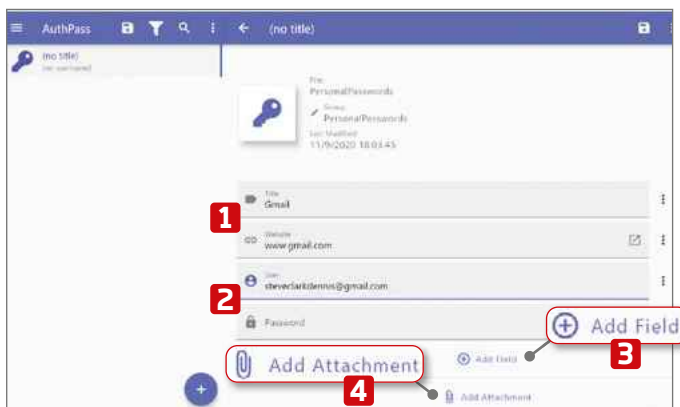 AuthPass
(no title)
(no title)
(no username)
File
PersonalPasswords
Group
PersonalPasswords
Last Modified
11/9/2020 18:03:45
1
Title
Gmail
Website
www.gmail.com
2
User
steveclarkdennis@gmail.com
Password
Add Field
3
Add Field
Add Attachment
4
Add Attachment